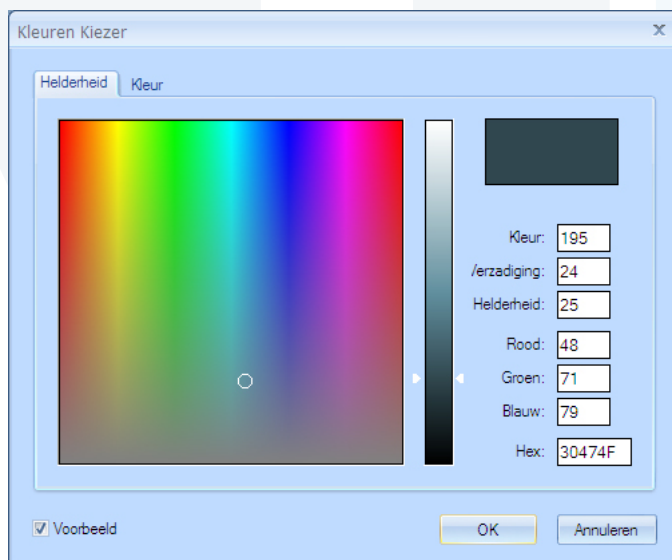 Kleuren Kiezer x
Helderheid Kleur
Kleur: 195
Verzadiging: 24
Helderheid: 25
Rood: 48
Groen: 71
Blauw: 79
Hex: 30474F
Voorbeeld OK Annuleren